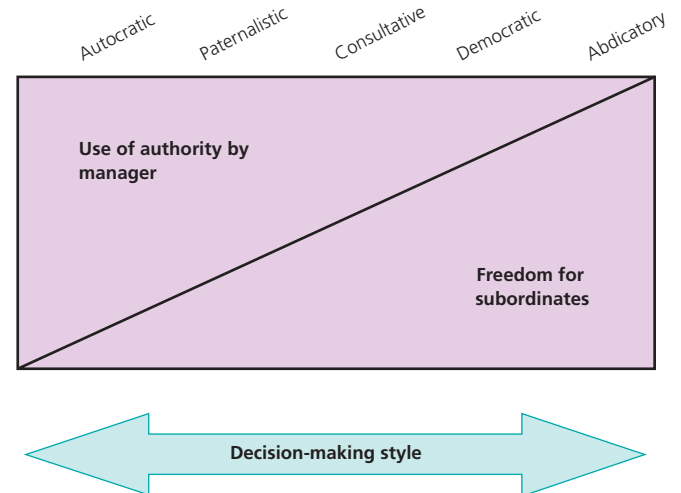 Autocratic
Paternalistic
Consultative
Democratic
Abdicatory
Use of authority by
manager
Freedom for
subordinates
Decision-making style